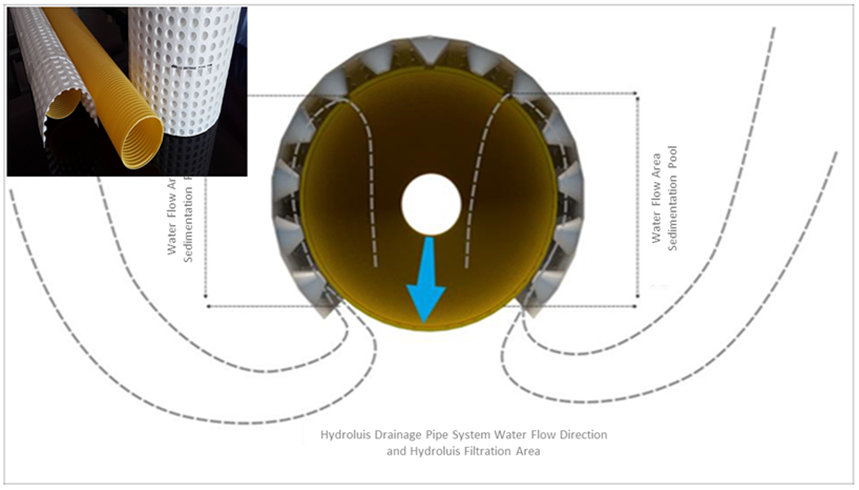 Water Flow Area
Sedimentation Pool
Water Flow
Sedimentation
Hydroluis Drainage Pipe System Water Flow Direction
and Hydroluis Filtration Area